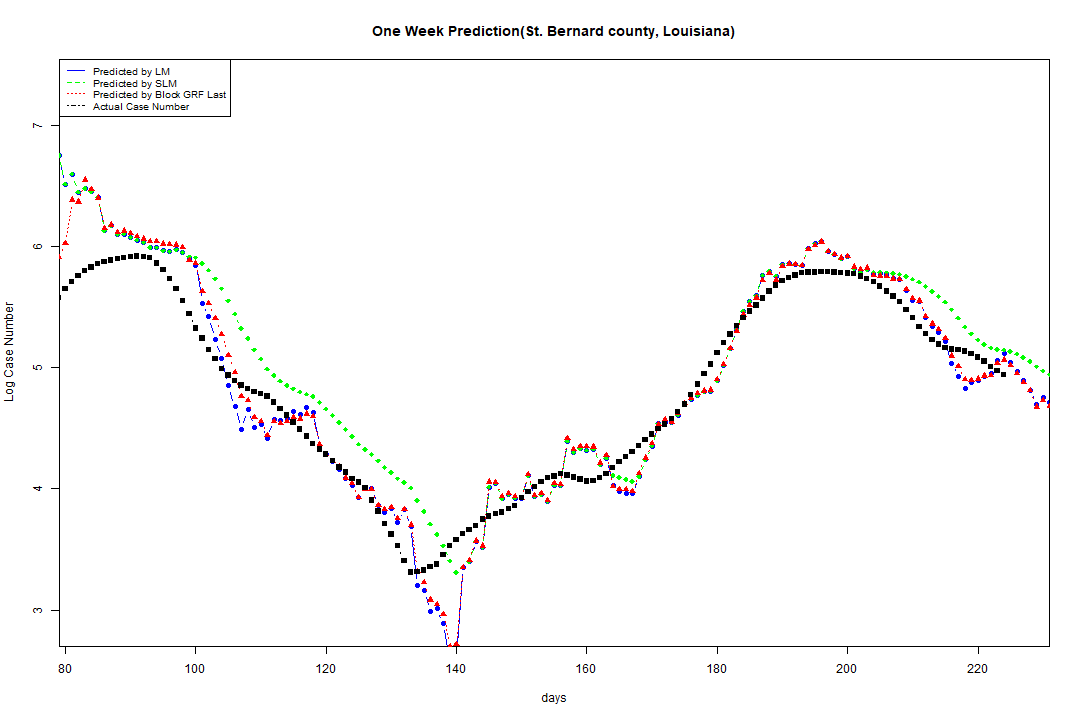 One Week Prediction(St. Bernard county, Louisiana)
Predicted by LM
Predicted by SLM
Predicted by Block GRF Last
Actual Case Number
7
6
5
4
3
Log Case Number
80 100 120 140 160 180 200 220
days